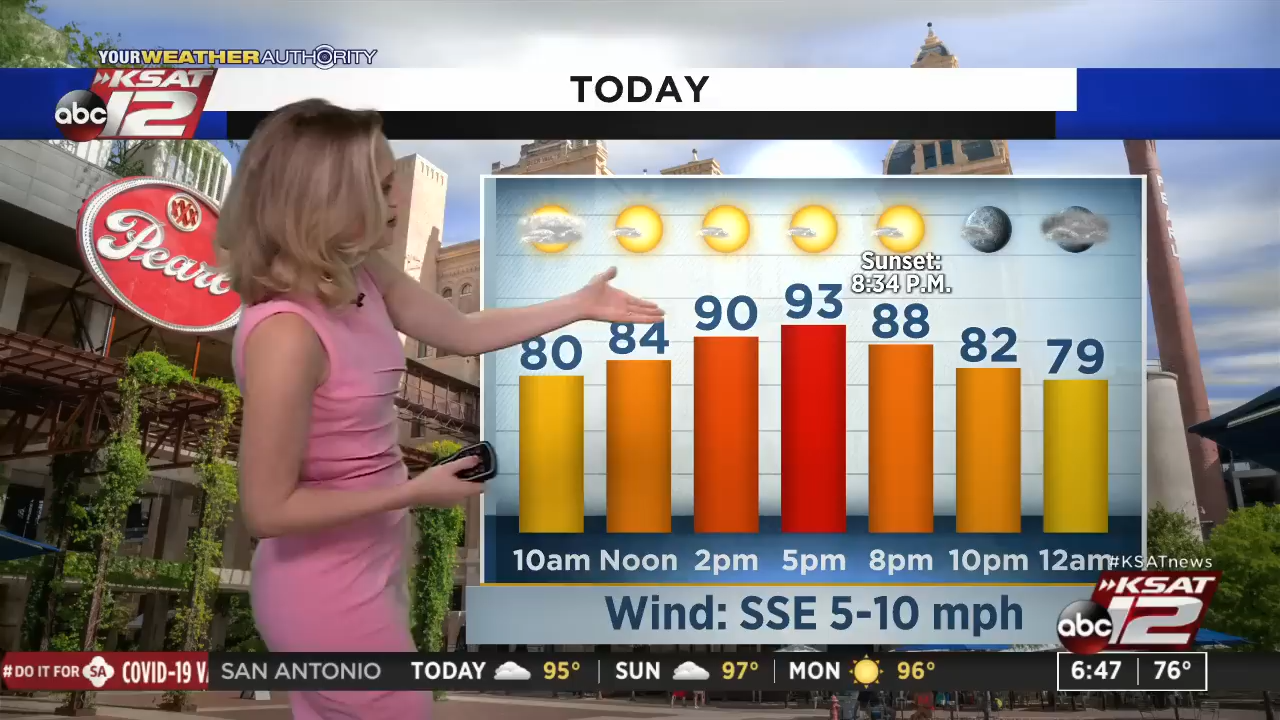 YOURWEATHERAUTHORITY
KSAT
abc 12
TODAY
Pearl
Sunset:
8:34 P.M.
80 84 90 93 88 82 79
10am Noon 2pm 5pm 8pm 10pm 12am
#KSATnews
Wind: SSE 5-10 mph
KSAT
abc 12
#DO IT FOR SA COVID-19 SAN ANTONIO TODAY 95° SUN 97° MON 96° 6:47 76°